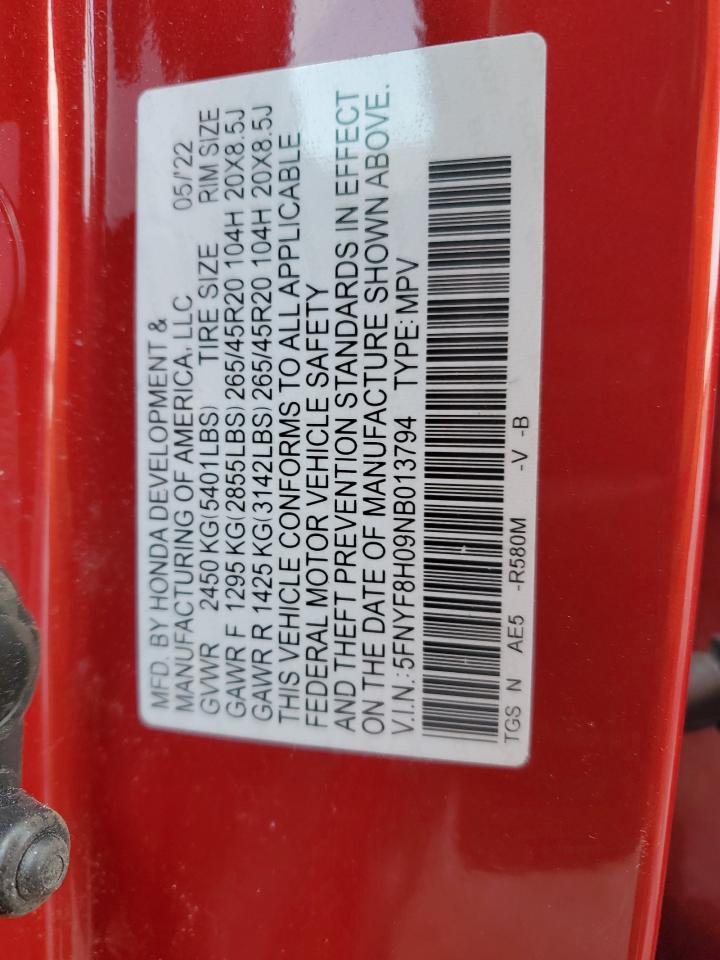 MFD. BY HONDA DEVELOPMENT &
MANUFACTURING OF AMERICA, LLC 05/'22
GVWR 2450 KG(5401LBS) TIRE SIZE RIM SIZE
GAWR F 1295 KG(2855LBS) 265/45R20 104H 20X8.5J
GAWR R 1425 KG(3142LBS) 265/45R20 104H 20X8.5J
THIS VEHICLE CONFORMS TO ALL APPLICABLE
FEDERAL MOTOR VEHICLE SAFETY
AND THEFT PREVENTION STANDARDS IN EFFECT
ON THE DATE OF MANUFACTURE SHOWN ABOVE.
V.I.N.:5FNYF8H09NB013794 TYPE:MPV
TGS N AE5 -R580M -V -B